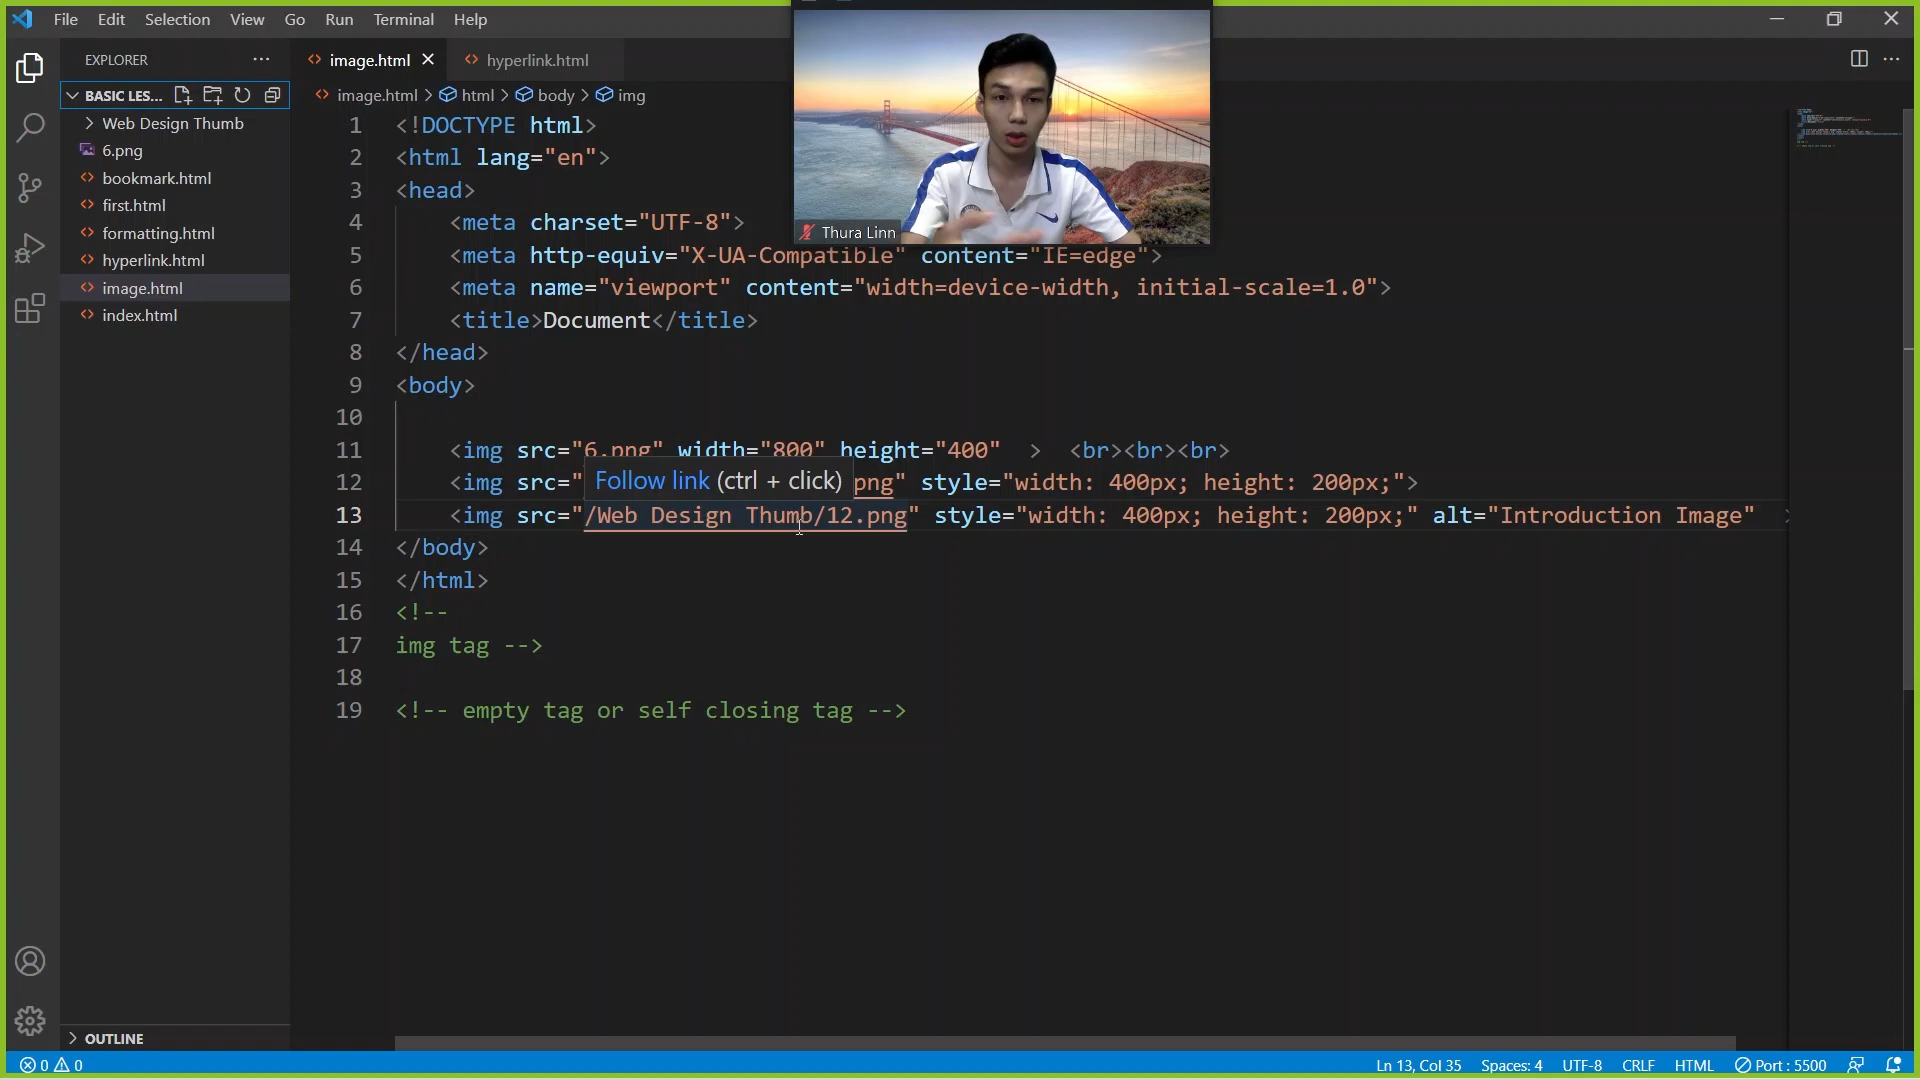 File Edit Selection View Go Run Terminal Help
EXPLORER
BASIC LES...
Web Design Thumb
6.png
bookmark.html
first.html
formatting.html
hyperlink.html
image.html
index.html
OUTLINE
image.html hyperlink.html
image.html > html > body > img
1 <!DOCTYPE html>
2 <html lang="en">
3 <head>
4 <meta charset="UTF-8">
5 <meta http-equiv="X-UA-Compatible" content="IE=edge">
6 <meta name="viewport" content="width=device-width, initial-scale=1.0">
7 <title>Document</title>
8 </head>
9 <body>
10
11 <img src="6.png" width="800" height="400" > <br><br><br>
Follow link (ctrl + click)
12 <img src=" png" style="width: 400px; height: 200px;">
13 <img src="/Web Design Thumb/12.png" style="width: 400px; height: 200px;" alt="Introduction Image" >
14 </body>
15 </html>
16 <!--
17 img tag -->
18
19 <!-- empty tag or self closing tag -->
Thura Linn
0 0
Ln 13, Col 35 Spaces: 4 UTF-8 CRLF HTML Port : 5500